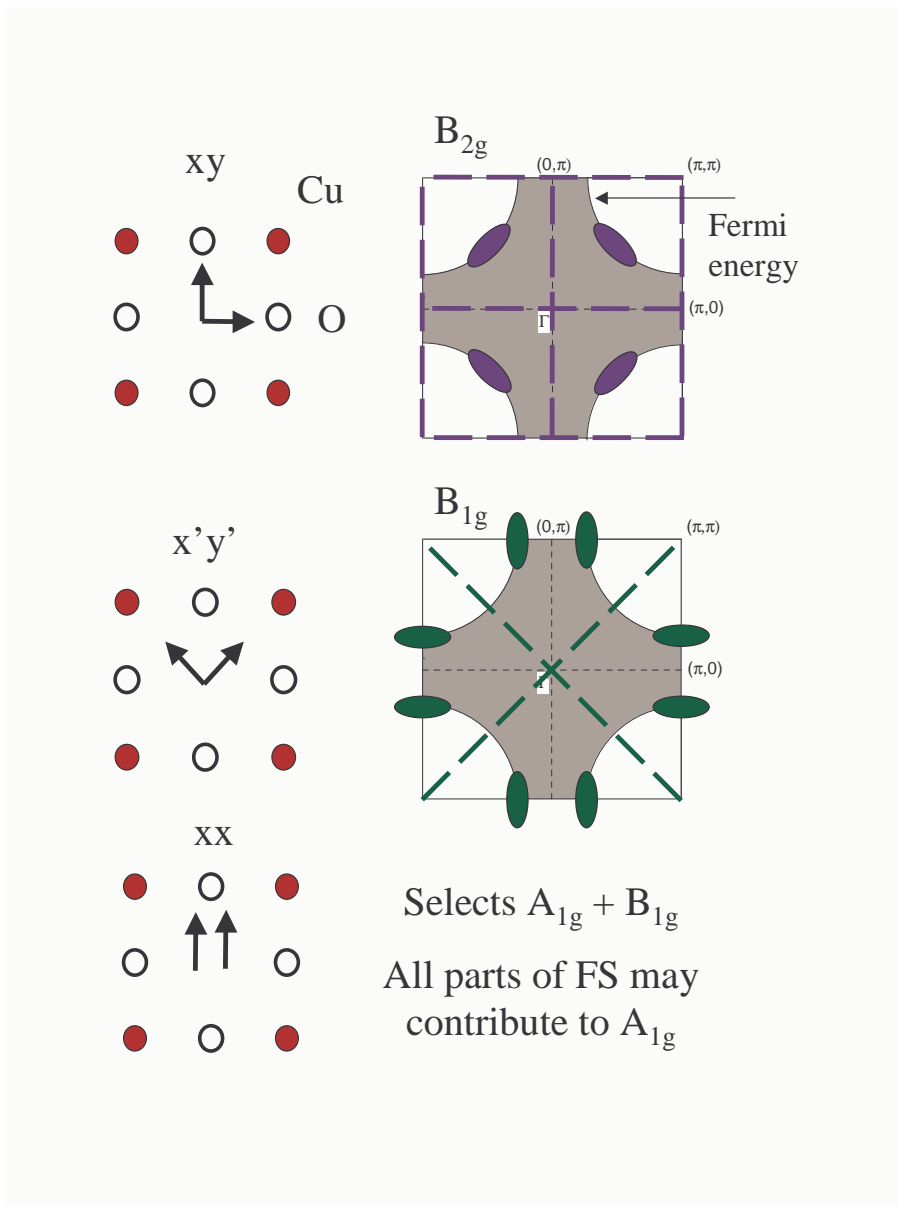 B2g
xy
(0,π)
(π,π)
Cu
Fermi
energy
O
Γ
(π,0)
B1g
x'y'
(0,π)
(π,π)
(π,0)
xx
Selects A1g + B1g
All parts of FS may
contribute to A1g